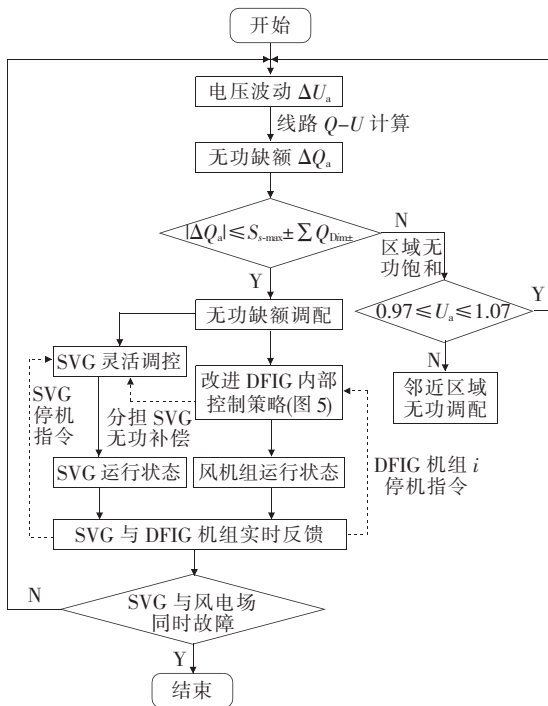 开始
电压波动 ΔUa
线路 Q-U 计算
无功缺额 ΔQa
|ΔQa|≤Ss-max±∑QDim±
N
区域无
功饱和
Y
0.97≤Ua≤1.07
Y
无功缺额调配
N
SVG 灵活调控
改进 DFIG 内部
控制策略(图 5)
邻近区域
无功调配
SVG
停机
指令
分担 SVG
无功补偿
DFIG 机组 i
停机指令
SVG 运行状态
风机组运行状态
SVG 与 DFIG 机组实时反馈
N
SVG 与风电场
同时故障
Y
结束